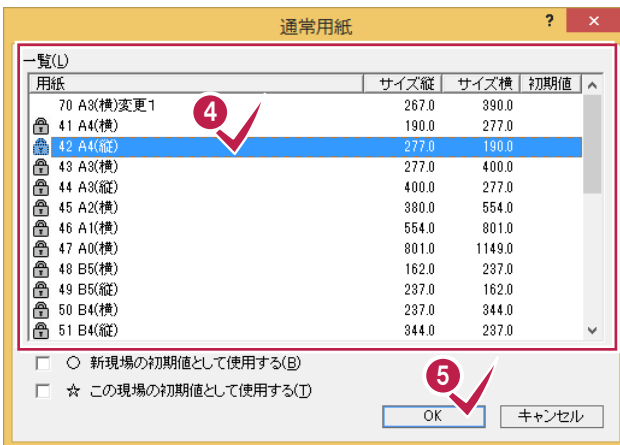 通常用紙 ? ×
一覧(L)
用紙 サイズ縦 サイズ横 初期値
70 A3(横)変更1 267.0 390.0
41 A4(横) 190.0 277.0
42 A4(縦) 277.0 190.0
43 A3(横) 277.0 400.0
44 A3(縦) 400.0 277.0
45 A2(横) 380.0 554.0
46 A1(横) 554.0 801.0
47 A0(横) 801.0 1149.0
48 B5(横) 162.0 237.0
49 B5(縦) 237.0 162.0
50 B4(横) 237.0 344.0
51 B4(縦) 344.0 237.0
4
○ 新現場の初期値として使用する(B)
☆ この現場の初期値として使用する(T)
5
OK キャンセル